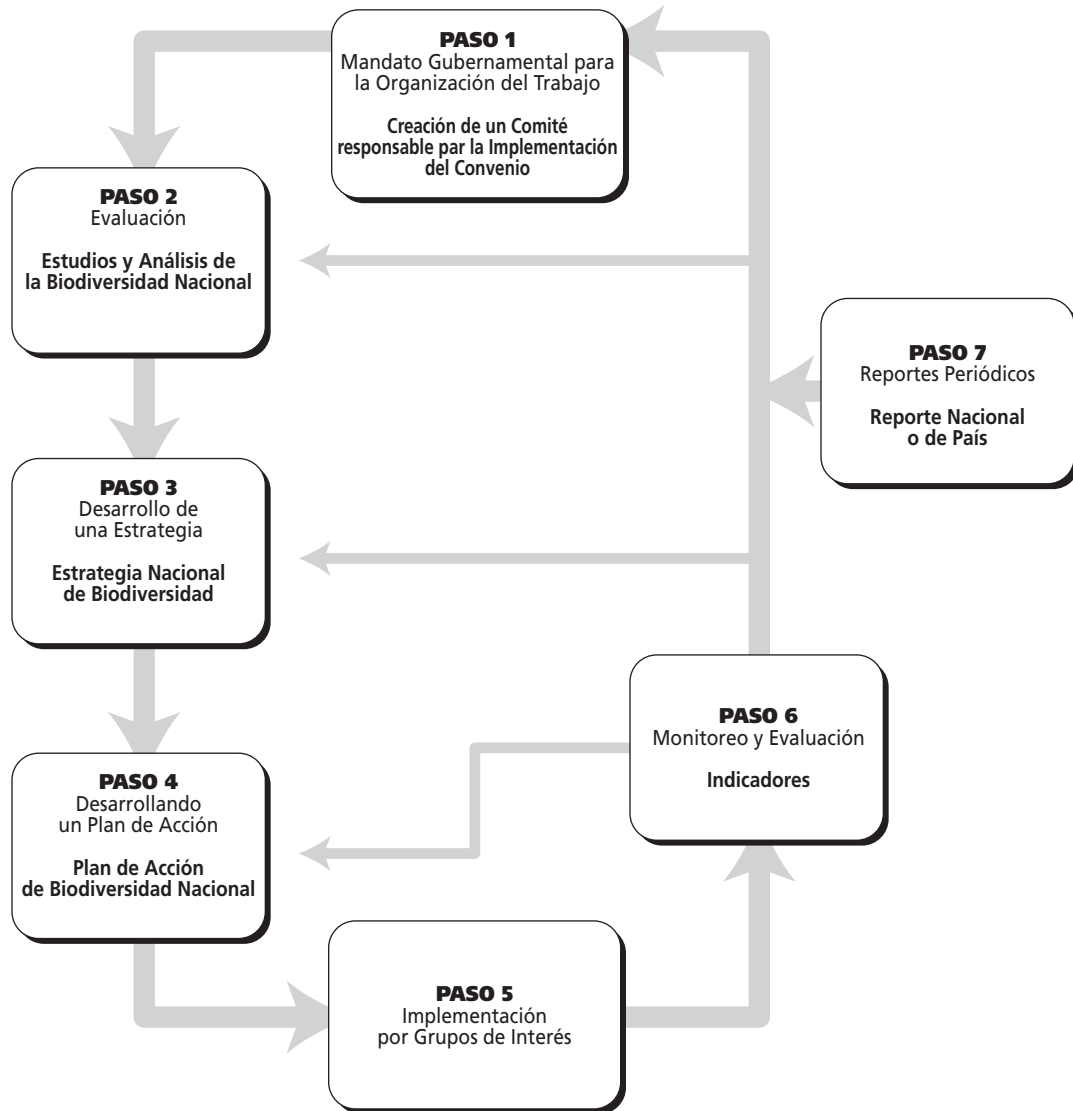 PASO 1
Mandato Gubernamental para
la Organización del Trabajo
Creación de un Comité
responsable par la Implementación
del Convenio
PASO 2
Evaluación
Estudios y Análisis de
la Biodiversidad Nacional
PASO 3
Desarrollo de
una Estrategia
Estrategia Nacional
de Biodiversidad
PASO 4
Desarrollando
un Plan de Acción
Plan de Acción
de Biodiversidad Nacional
PASO 5
Implementación
por Grupos de Interés
PASO 6
Monitoreo y Evaluación
Indicadores
PASO 7
Reportes Periódicos
Reporte Nacional
o de País